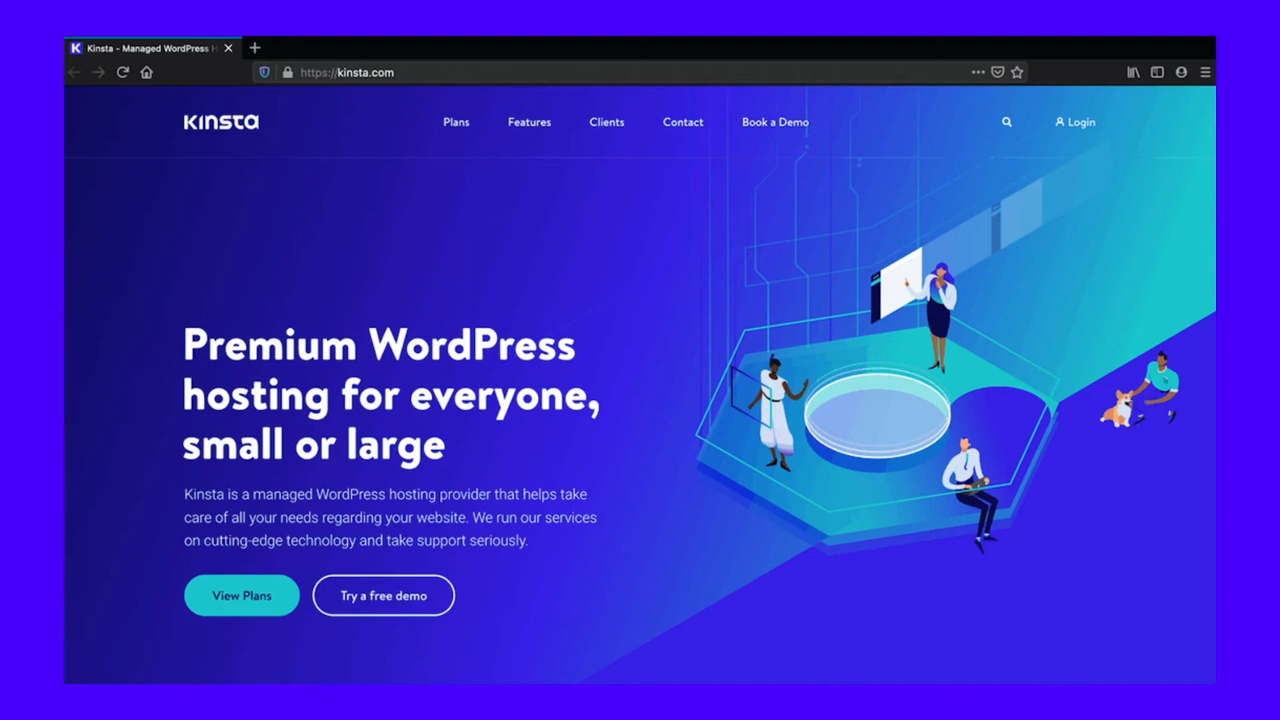 Kinsta - Managed WordPress H
https://kinsta.com
KINSTA
Plans
Features
Clients
Contact
Book a Demo
Login
Premium WordPress
hosting for everyone,
small or large
Kinsta is a managed WordPress hosting provider that helps take
care of all your needs regarding your website. We run our services
on cutting-edge technology and take support seriously.
View Plans
Try a free demo